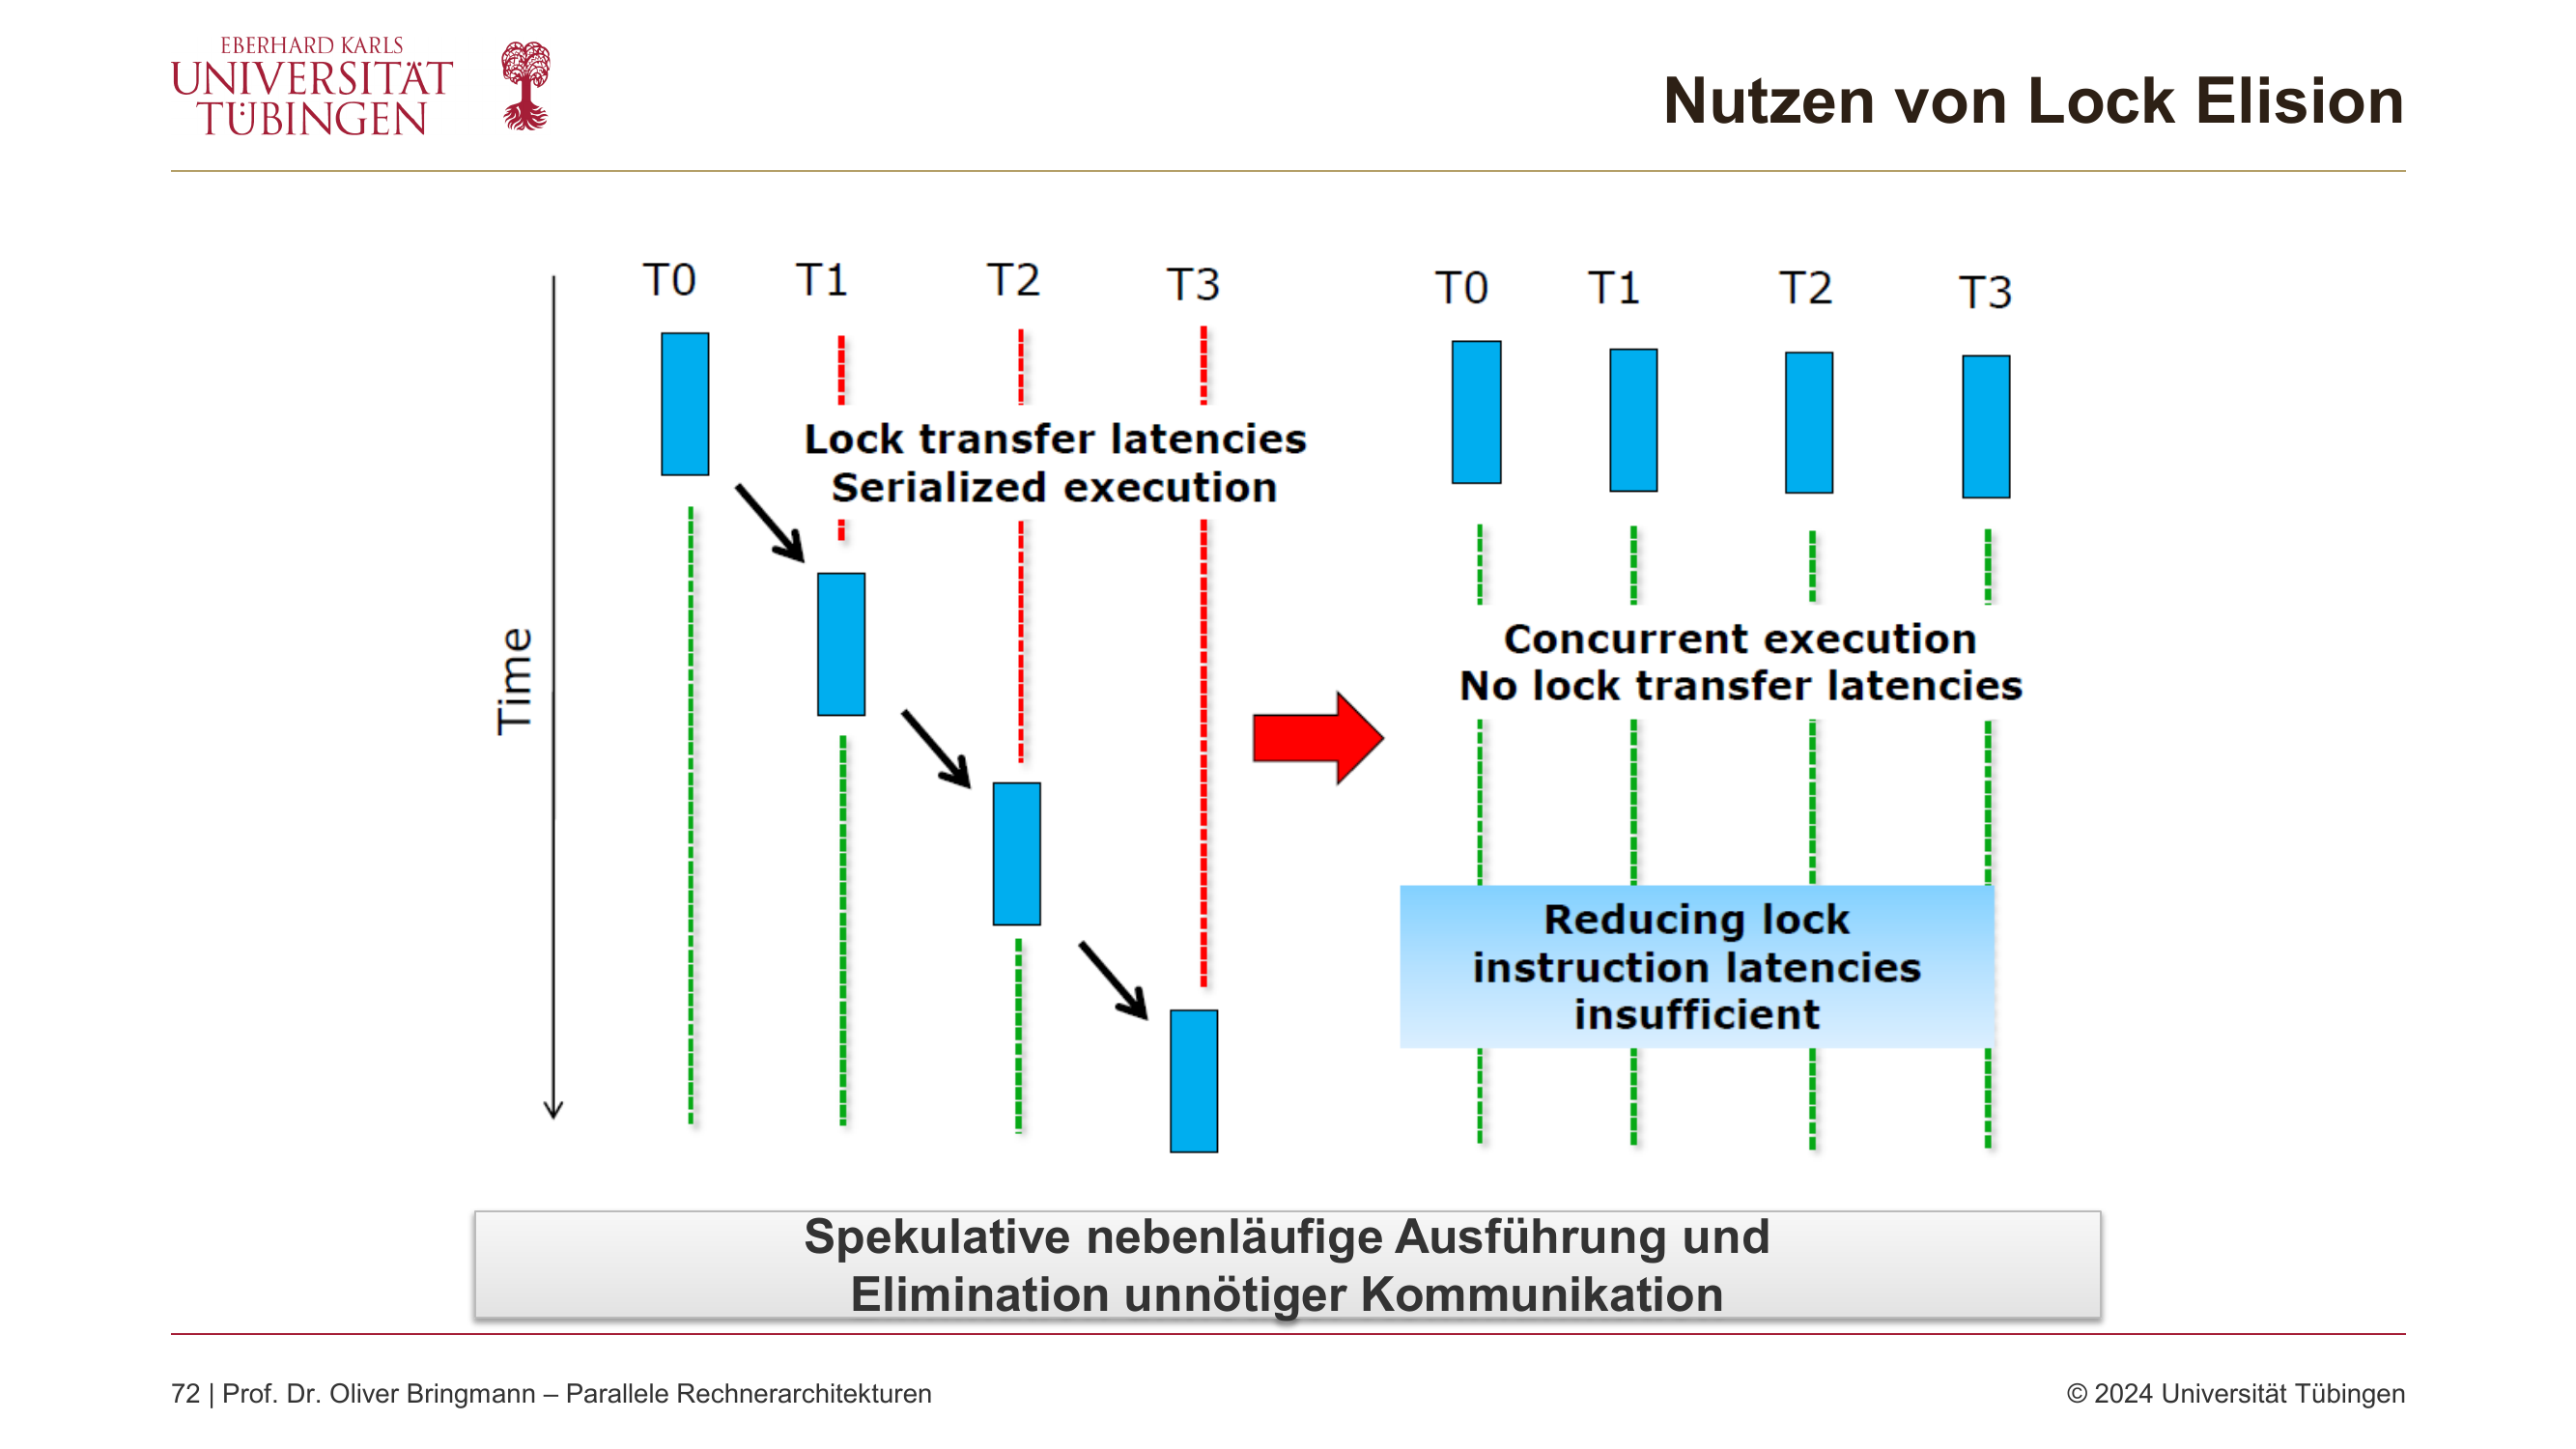 EBERHARD KARLS
UNIVERSITÄT
TÜBINGEN
Nutzen von Lock Elision
T0 T1 T2 T3
Lock transfer latencies
Serialized execution
Time
T0 T1 T2 T3
Concurrent execution
No lock transfer latencies
Reducing lock
instruction latencies
insufficient
Spekulative nebenläufige Ausführung und
Elimination unnötiger Kommunikation
72 | Prof. Dr. Oliver Bringmann – Parallele Rechnerarchitekturen
© 2024 Universität Tübingen